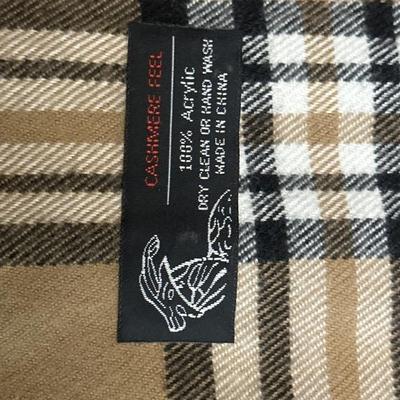 CASHMERE FEEL
100% Acrylic
DRY CLEAN OR HAND WASH
MADE IN CHINA